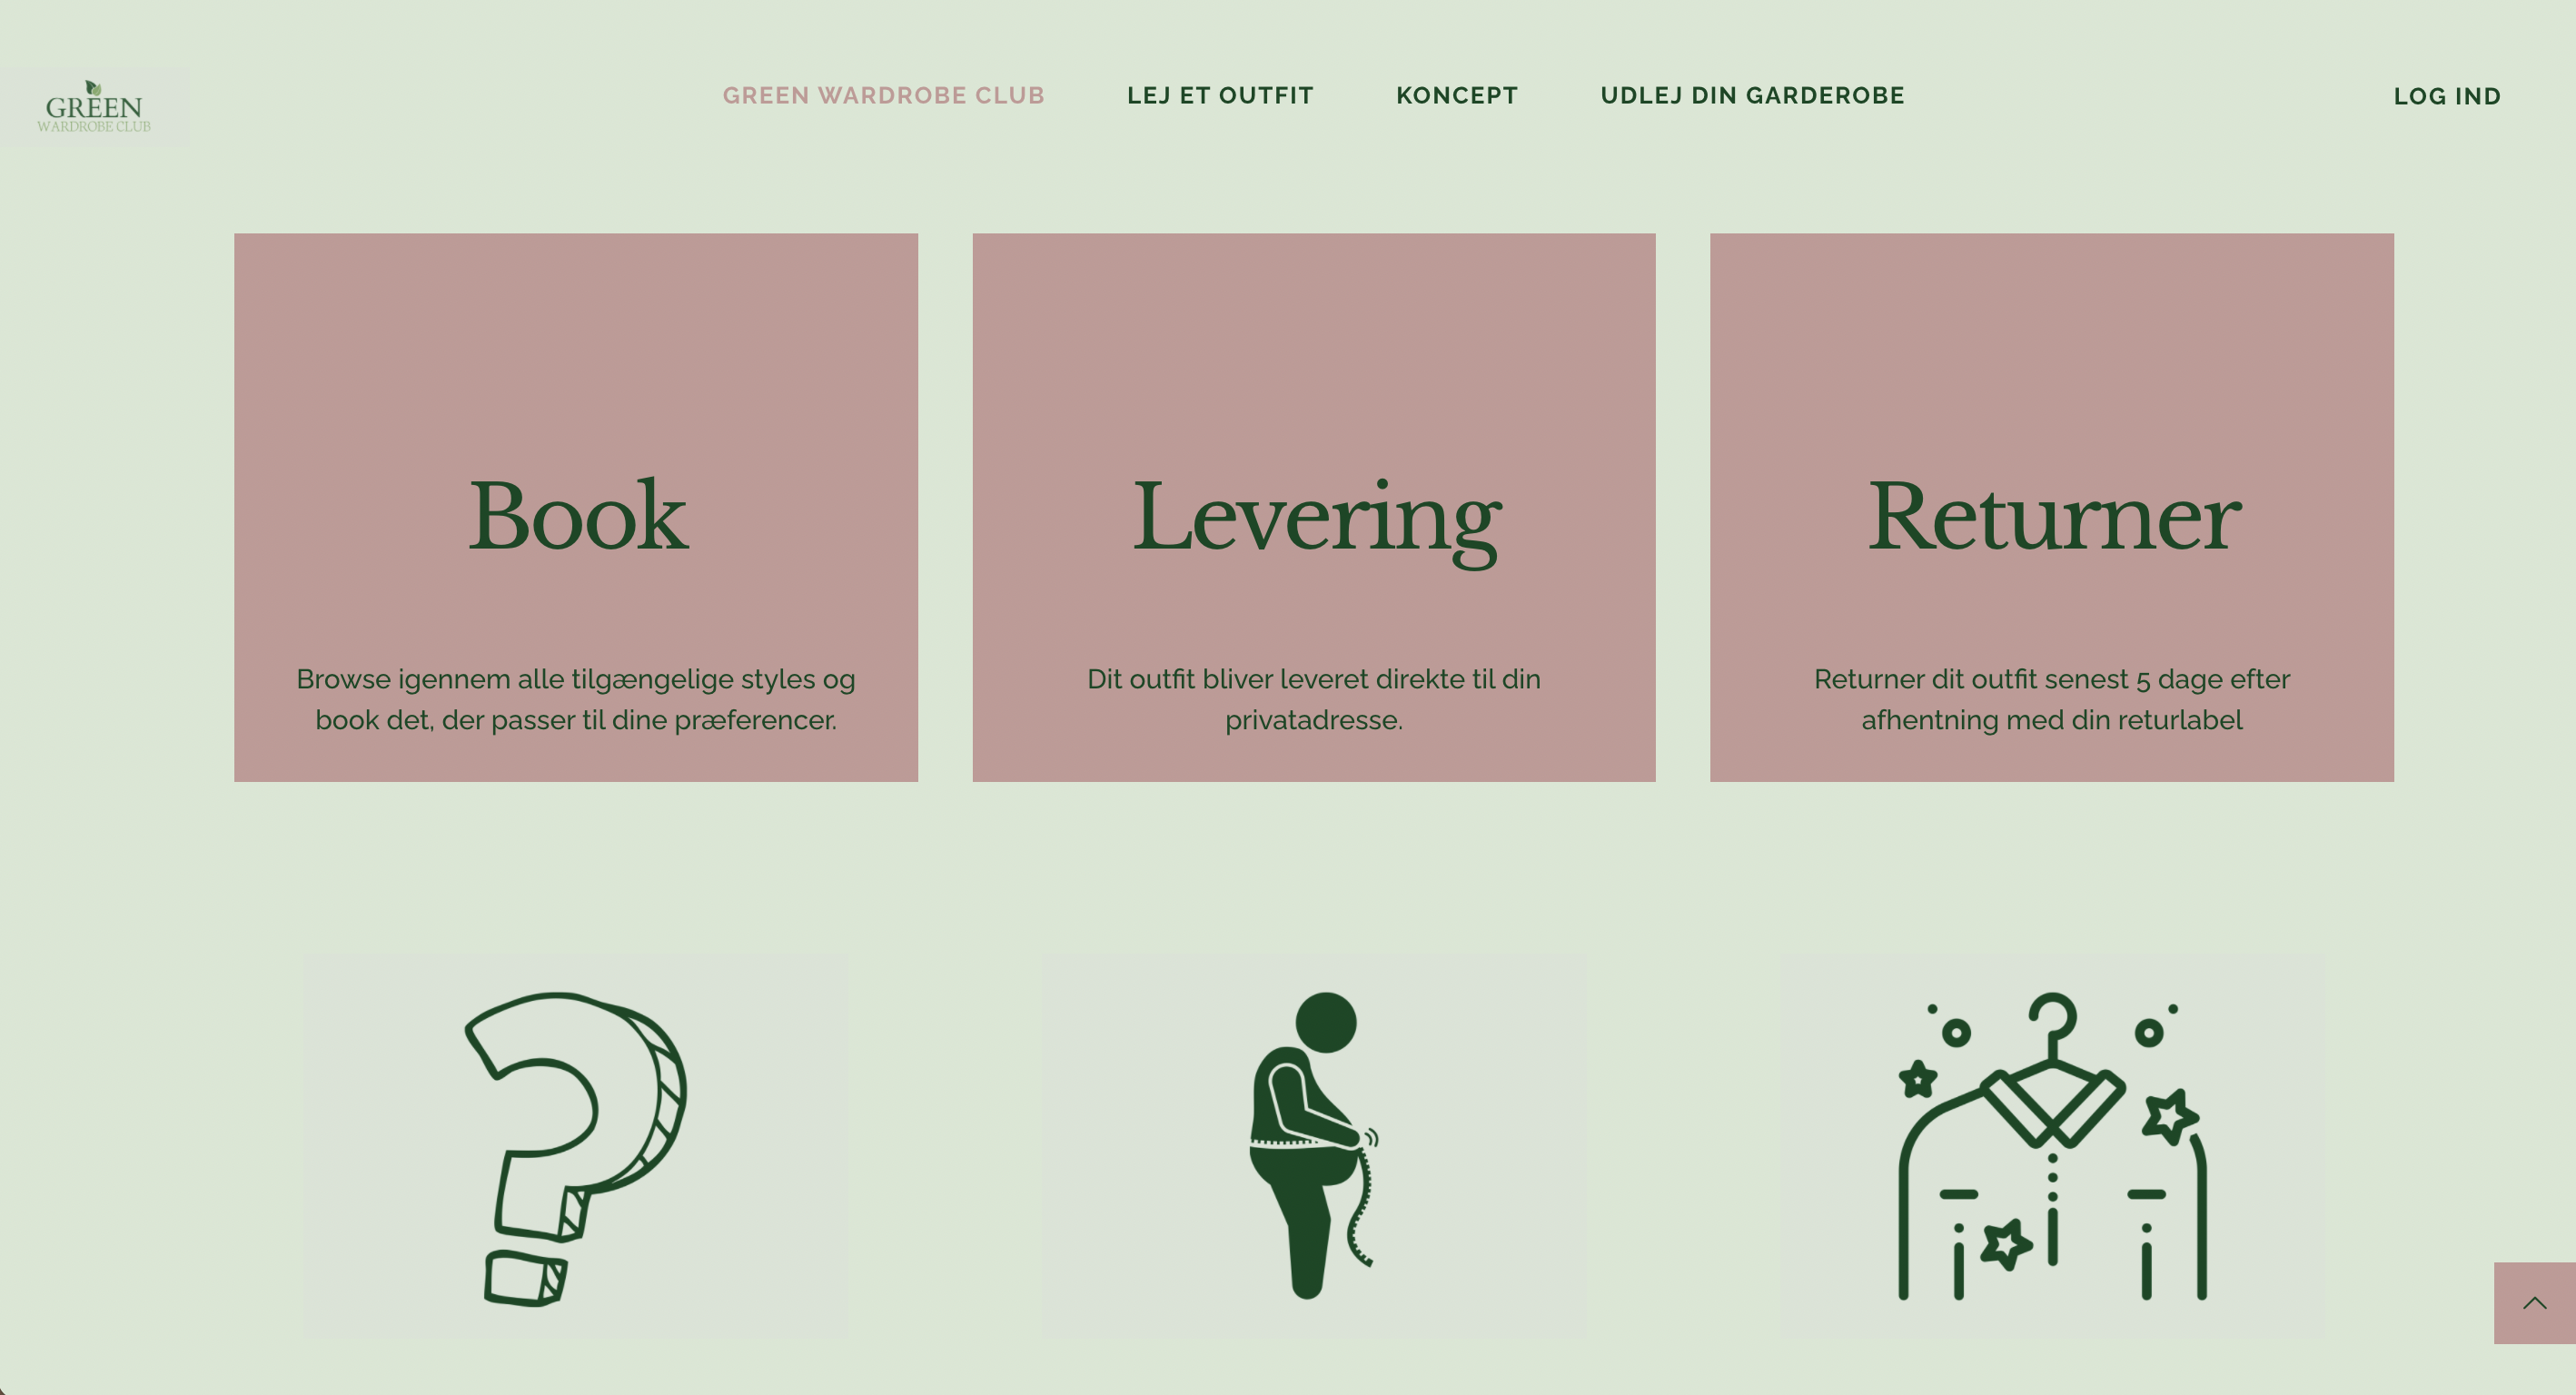 GREEN
WARDROBE CLUB
GREEN WARDROBE CLUB
LEJ ET OUTFIT
KONCEPT
UDLEJ DIN GARDEROBE
LOG IND
Book
Browse igennem alle tilgængelige styles og
book det, der passer til dine præferencer.
Levering
Dit outfit bliver leveret direkte til din
privatadresse.
Returner
Returner dit outfit senest 5 dage efter
afhentning med din returlabel